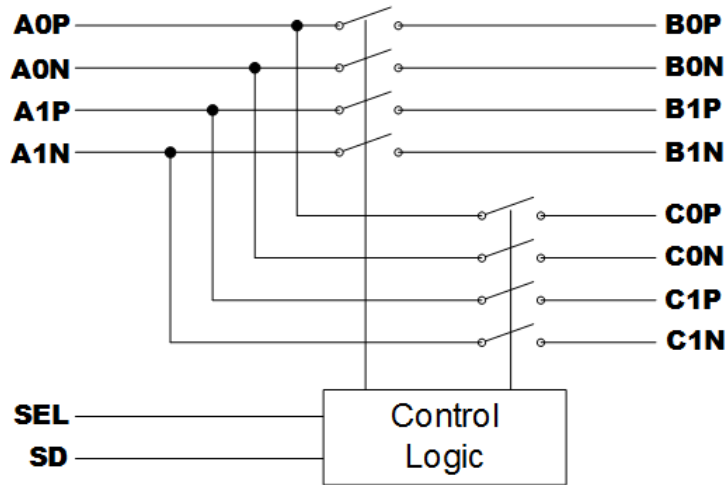 A0P
B0P
A0N
B0N
A1P
B1P
A1N
B1N
C0P
C0N
C1P
C1N
SEL
SD
Control
Logic